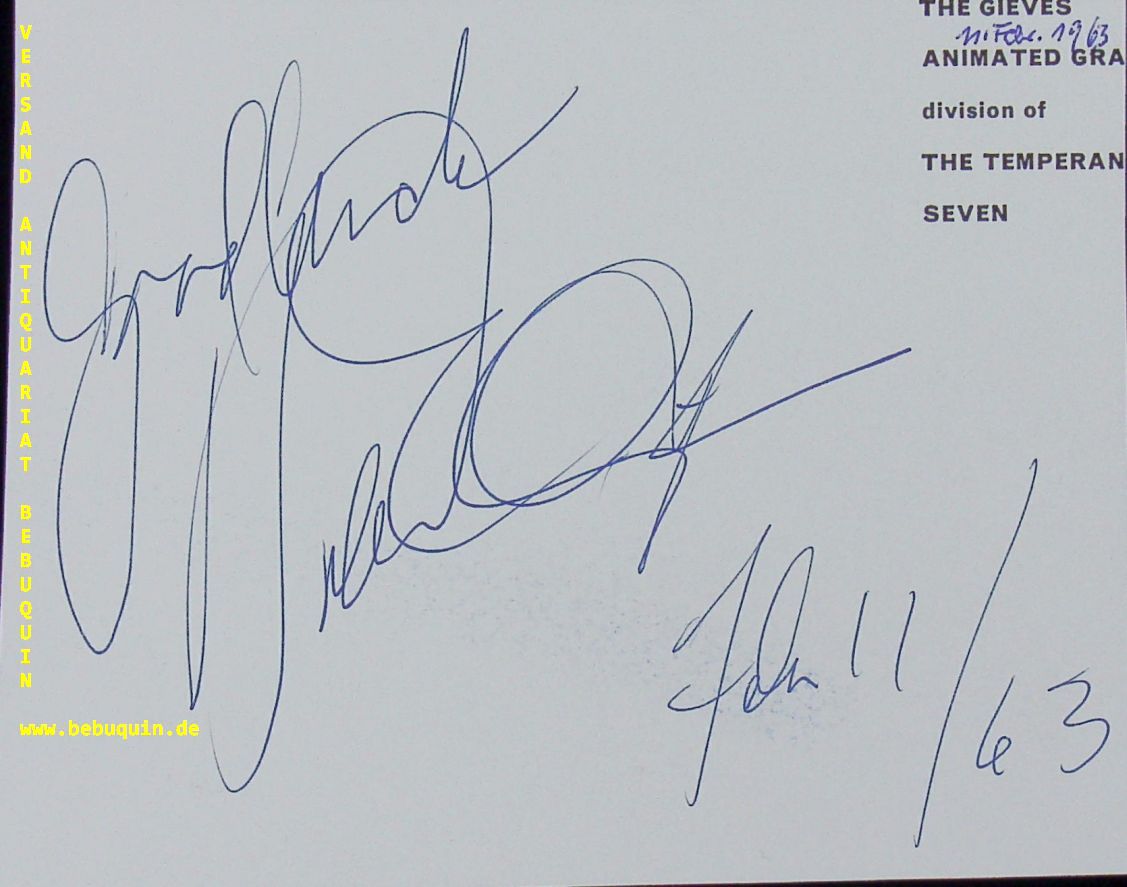 THE GIEVES
11. Febr. 1963
ANIMATED GRA
division of
THE TEMPERAN
SEVEN
Feb 11/63
VERSAND ANTIQUARIAT BEBUQUIN
www.bebuquin.de